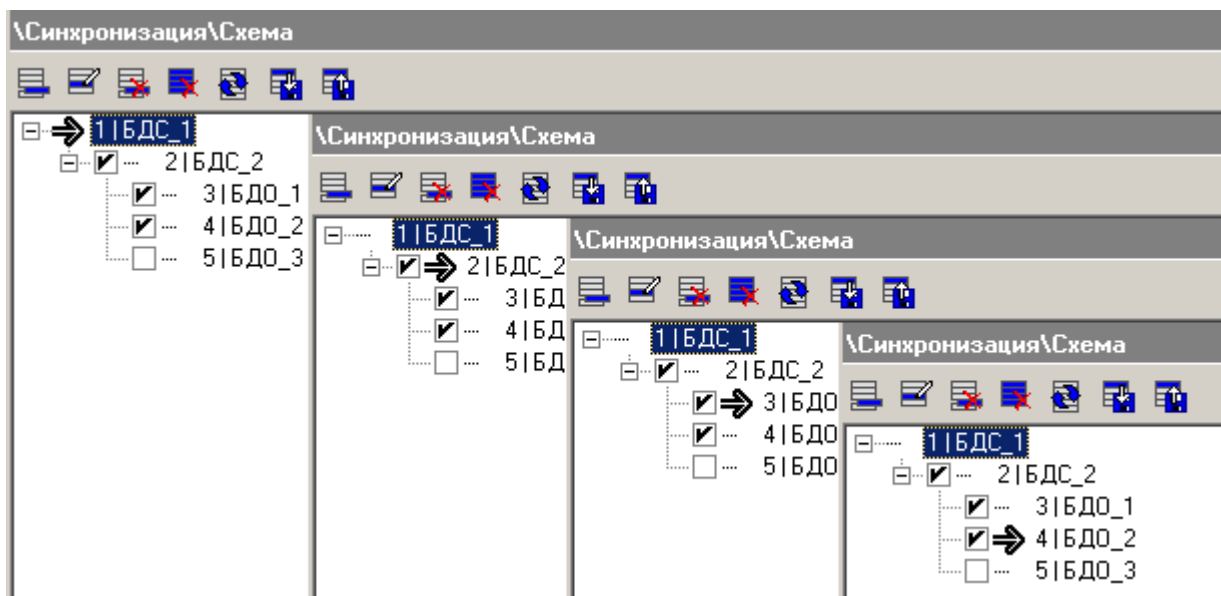 \Синхронизация\Схема
1|БДС_1
2|БДС_2
3|БДО_1
4|БДО_2
5|БДО_3
\Синхронизация\Схема
1|БДС_1
2|БДС_2
3|БД
4|БД
5|БД
\Синхронизация\Схема
1|БДС_1
2|БДС_2
3|БДО
4|БДО
5|БДО
\Синхронизация\Схема
1|БДС_1
2|БДС_2
3|БДО_1
4|БДО_2
5|БДО_3